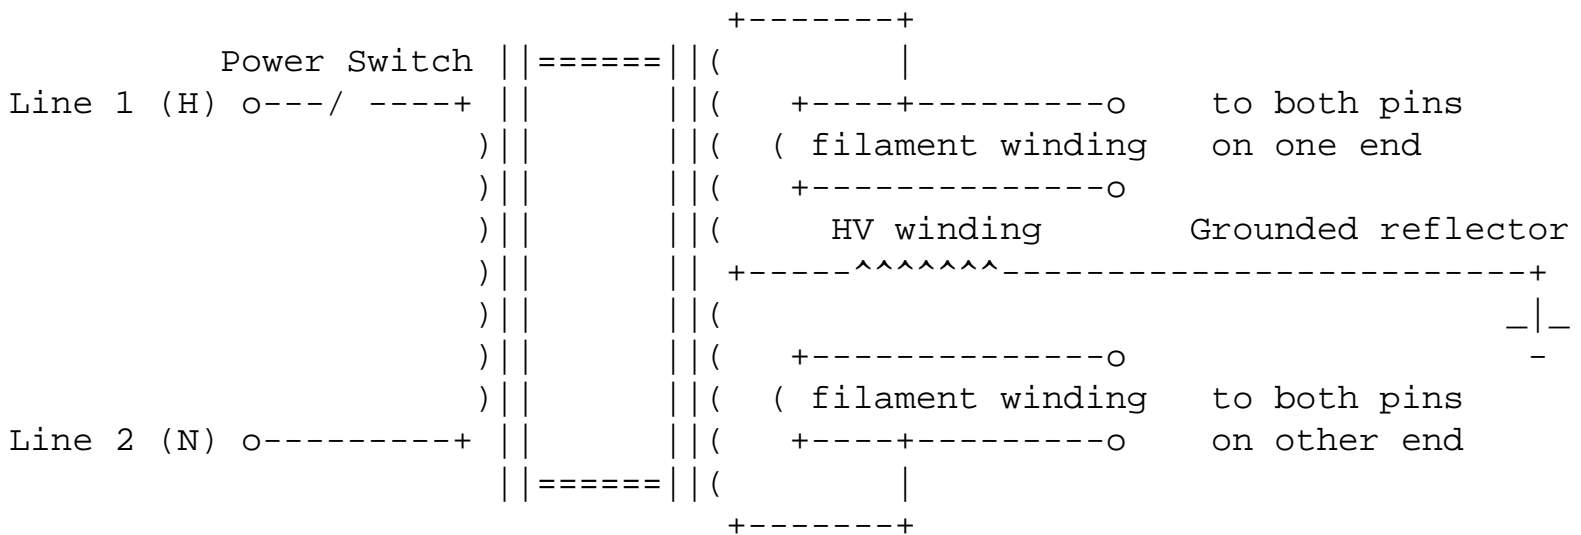 Power Switch
Line 1 (H) to both pins
filament winding on one end
HV winding Grounded reflector
filament winding to both pins
Line 2 (N) on other end